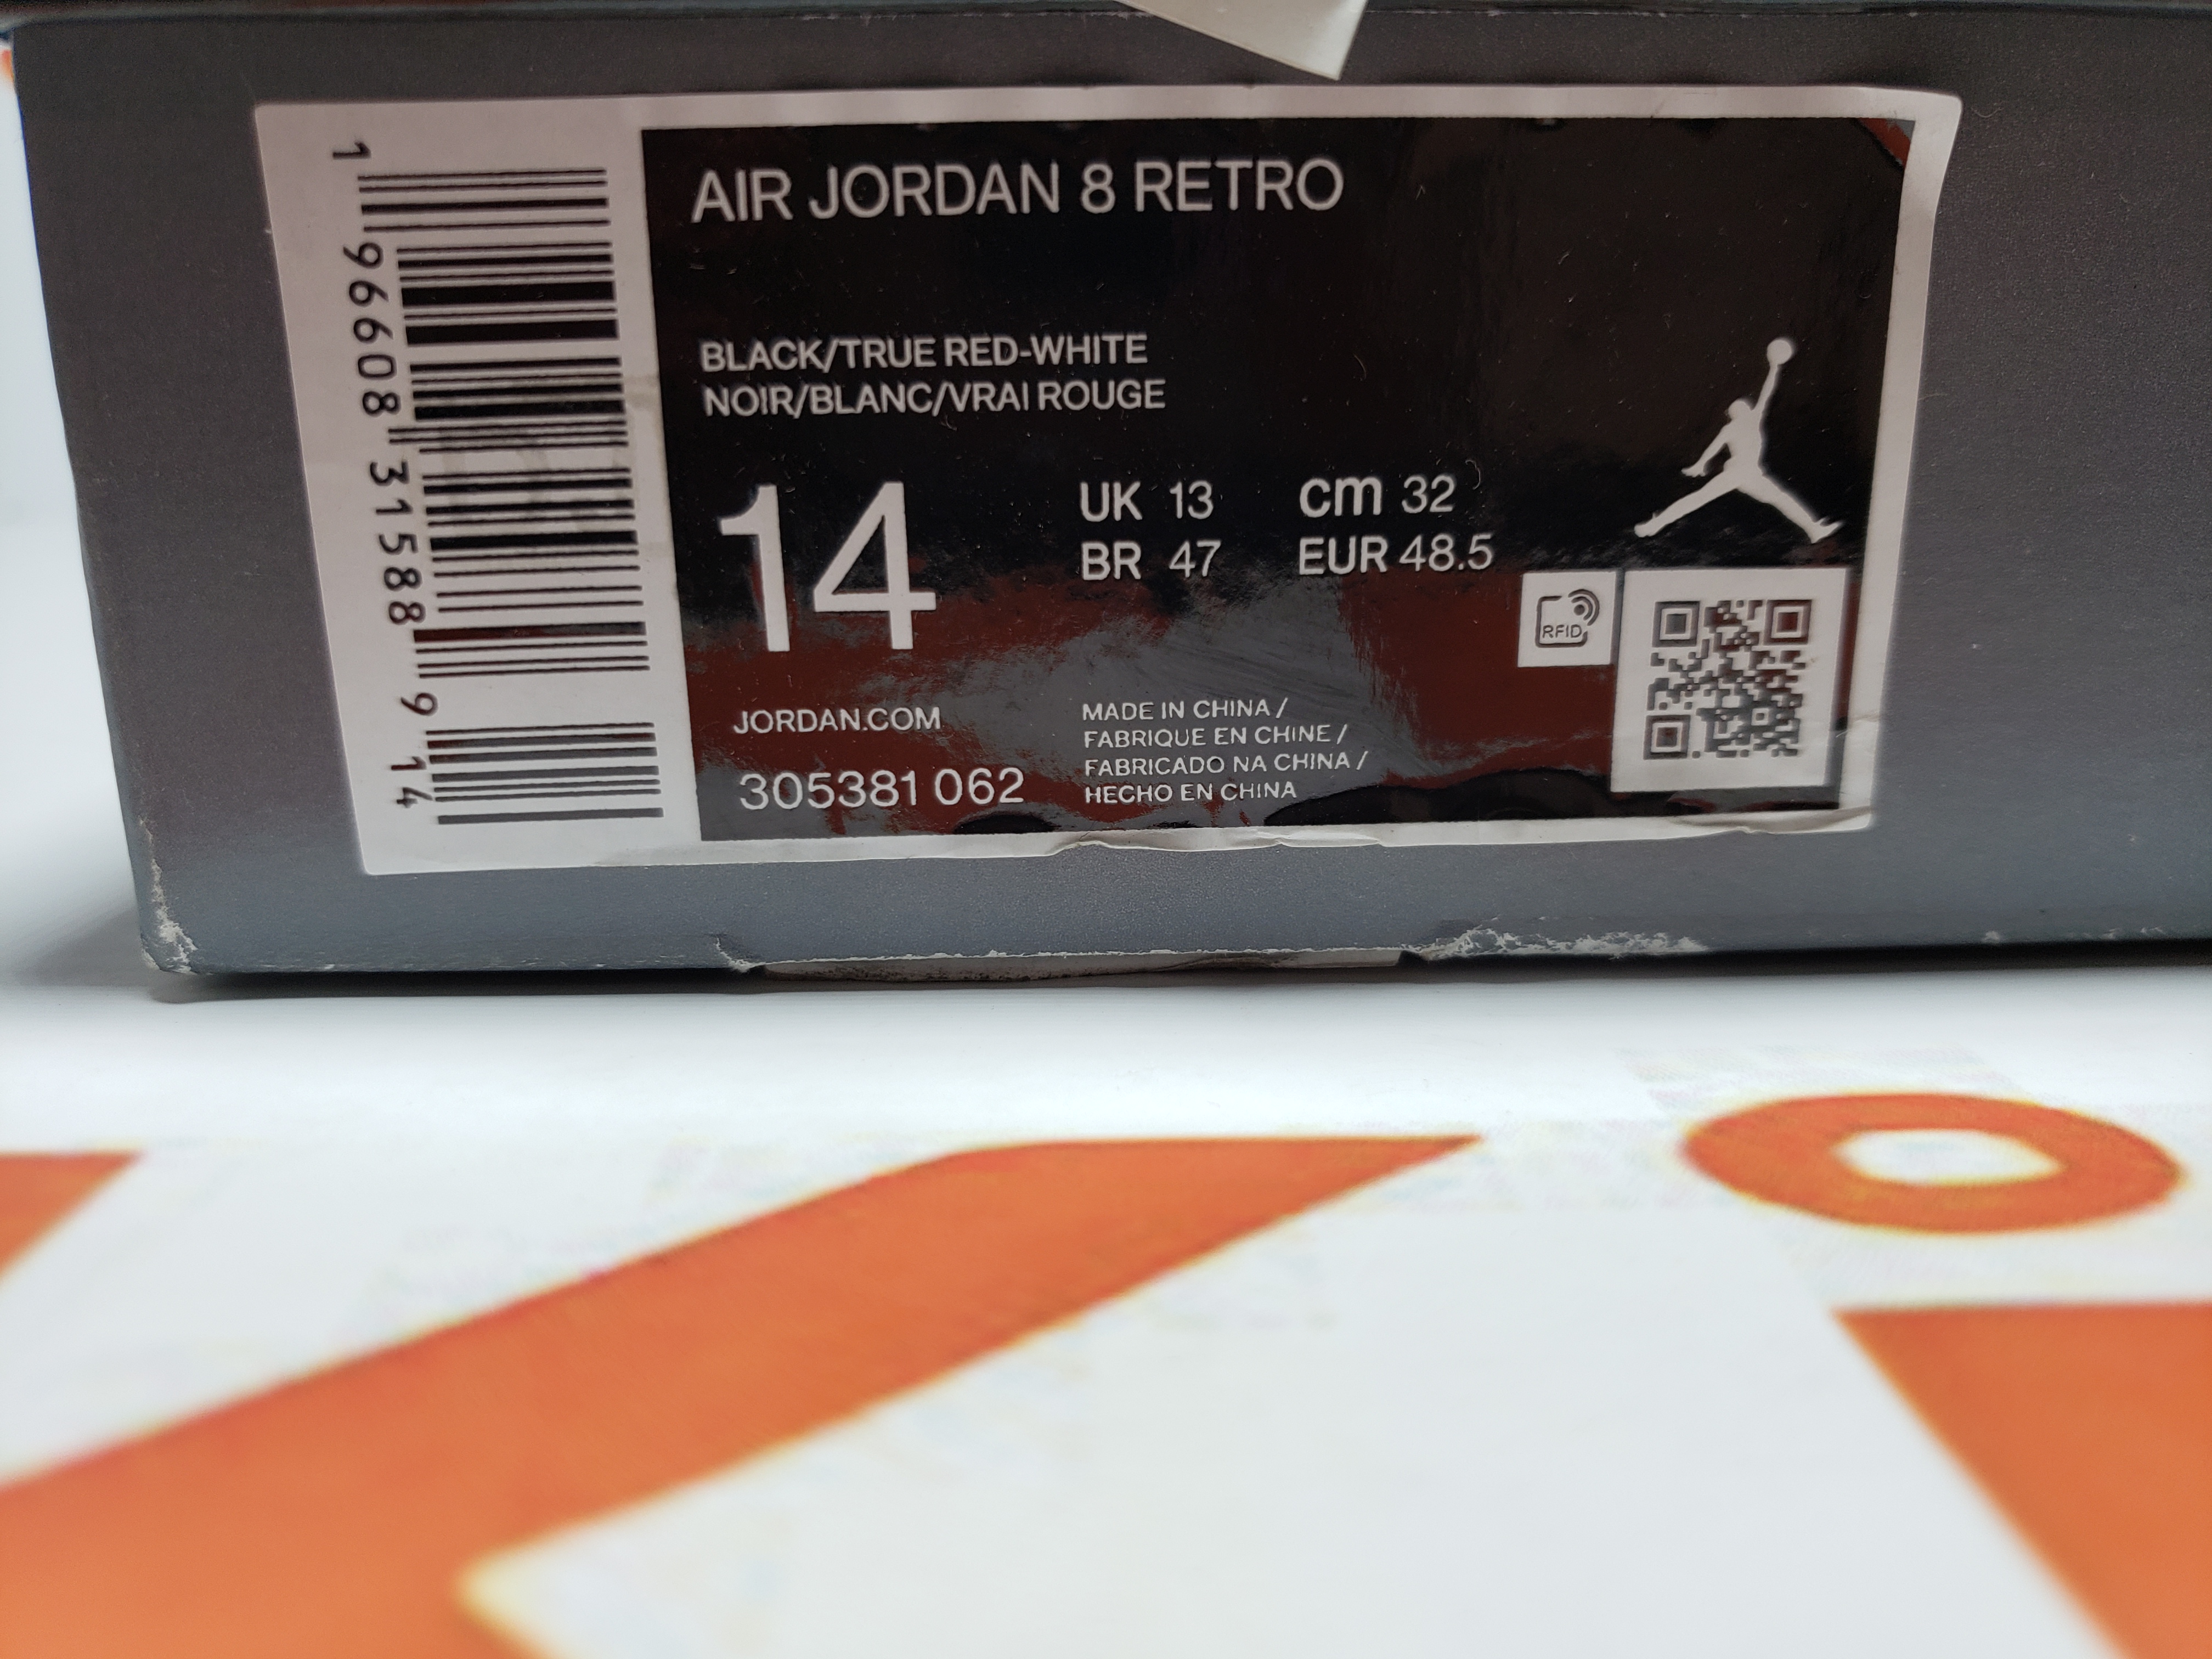 AIR JORDAN 8 RETRO
BLACK/TRUE RED-WHITE
NOIR/BLANC/VRAI ROUGE
14
UK 13
cm 32
BR 47
EUR 48.5
RFID
JORDAN.COM
305381 062
MADE IN CHINA /
FABRIQUE EN CHINE /
FABRICADO NA CHINA /
HECHO EN CHINA
1 96608 31588 9 14